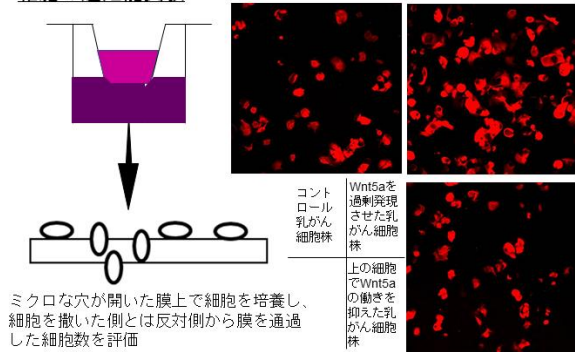 コント
ロール
乳がん
細胞株
Wnt5aを
過剰発現
させた乳
がん細胞
株
上の細胞
でWnt5a
の働きを
抑えた乳
がん細胞
株
ミクロな穴が開いた膜上で細胞を培養し、
細胞を撒いた側とは反対側から膜を通過
した細胞数を評価